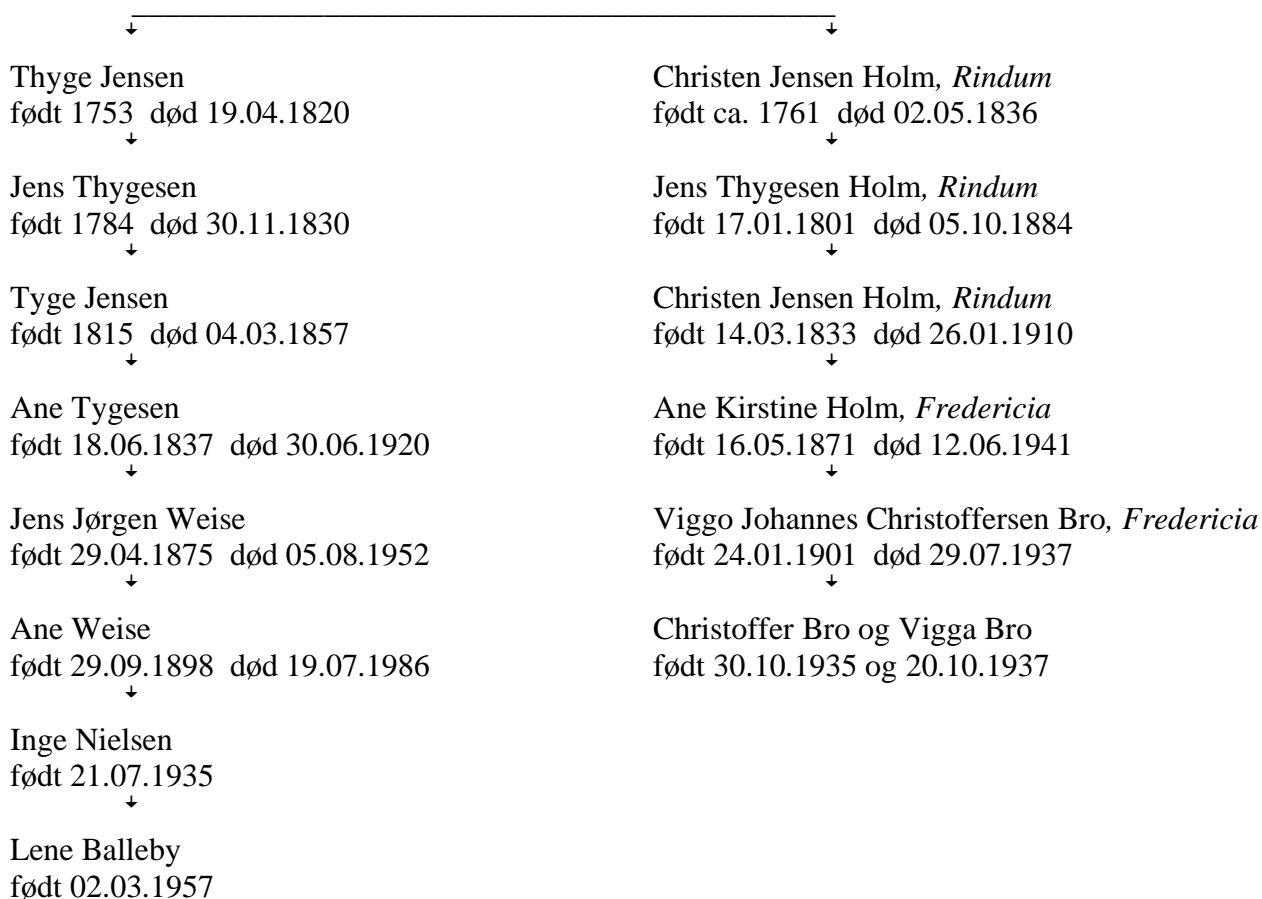 Thyge Jensen
født 1753 død 19.04.1820
Jens Thygesen
født 1784 død 30.11.1830
Tyge Jensen
født 1815 død 04.03.1857
Ane Tygesen
født 18.06.1837 død 30.06.1920
Jens Jørgen Weise
født 29.04.1875 død 05.08.1952
Ane Weise
født 29.09.1898 død 19.07.1986
Inge Nielsen
født 21.07.1935
Lene Balleby
født 02.03.1957
Christen Jensen Holm, Rindum
født ca. 1761 død 02.05.1836
Jens Thygesen Holm, Rindum
født 17.01.1801 død 05.10.1884
Christen Jensen Holm, Rindum
født 14.03.1833 død 26.01.1910
Ane Kirstine Holm, Fredericia
født 16.05.1871 død 12.06.1941
Viggo Johannes Christoffersen Bro, Fredericia
født 24.01.1901 død 29.07.1937
Christoffer Bro og Vigga Bro
født 30.10.1935 og 20.10.1937